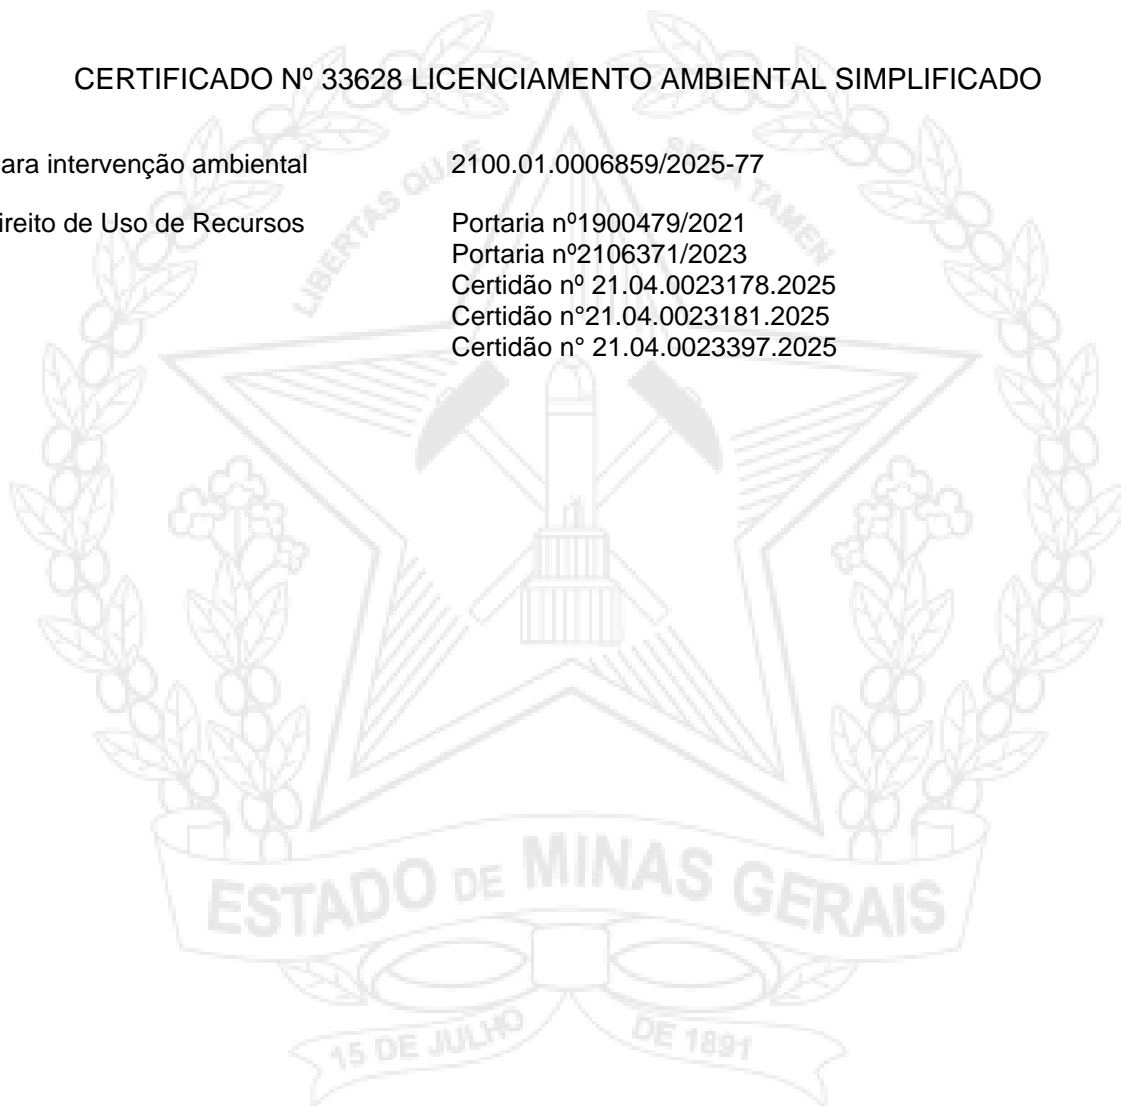 CERTIFICADO Nº 33628 LICENCIAMENTO AMBIENTAL SIMPLIFICADO
ara intervenção ambiental 2100.01.0006859/2025-77
ireito de Uso de Recursos Portaria nº1900479/2021
Portaria nº2106371/2023
Certidão nº 21.04.0023178.2025
Certidão n°21.04.0023181.2025
Certidão n° 21.04.0023397.2025
LIBERTAS QUAE SERA TAMEN
ESTADO DE MINAS GERAIS
15 DE JULHO DE 1891